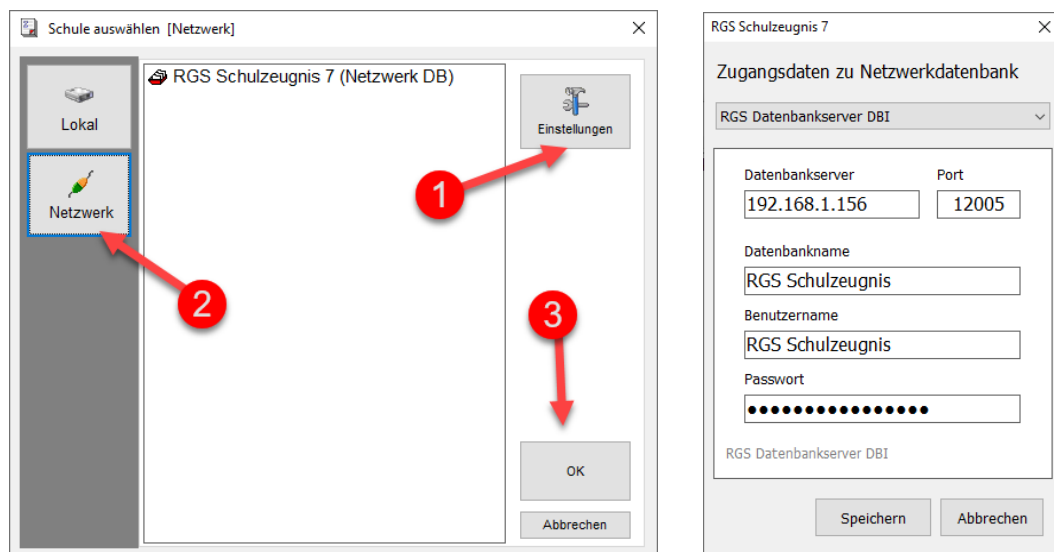 Schule auswählen [Netzwerk]
Lokal
Netzwerk
RGS Schulzeugnis 7 (Netzwerk DB)
Einstellungen
1
2
3
OK
Abbrechen
RGS Schulzeugnis 7
Zugangsdaten zu Netzwerkdatenbank
RGS Datenbankserver DBI
Datenbankserver Port
192.168.1.156 12005
Datenbankname
RGS Schulzeugnis
Benutzername
RGS Schulzeugnis
Passwort
●●●●●●●●●●●●●●●●
RGS Datenbankserver DBI
Speichern Abbrechen